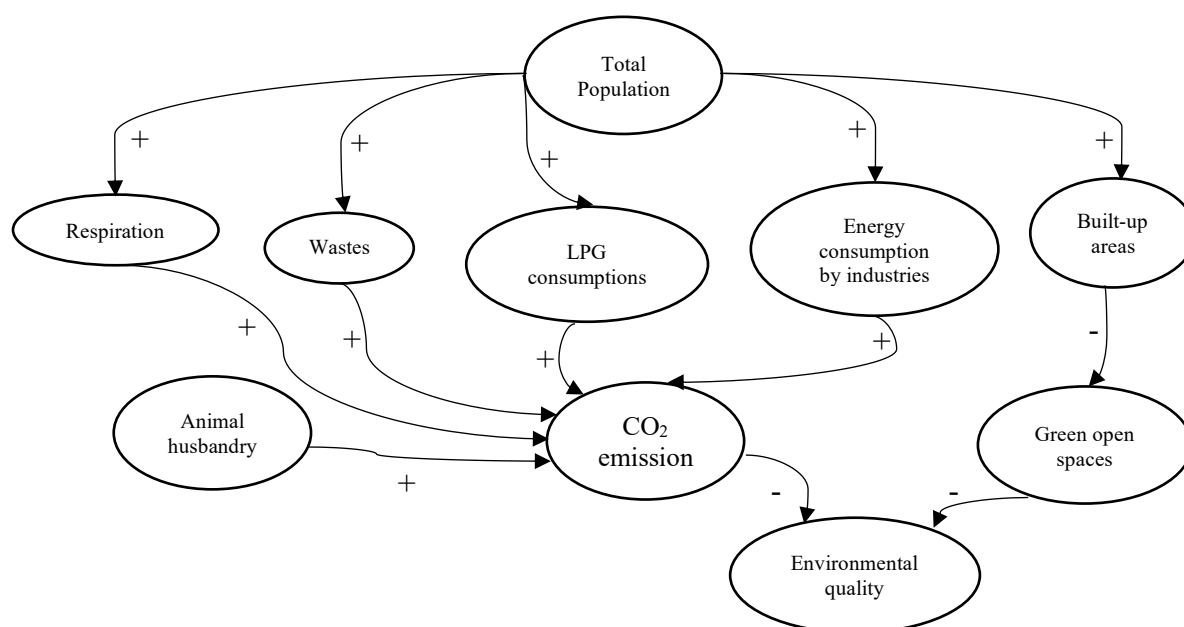 Total
Population
+
+
+
+
+
Respiration
Wastes
LPG
consumptions
Energy
consumption
by industries
Built-up
areas
+
+
+
+
-
Animal
husbandry
+
CO₂
emission
Green open
spaces
-
-
Environmental
quality